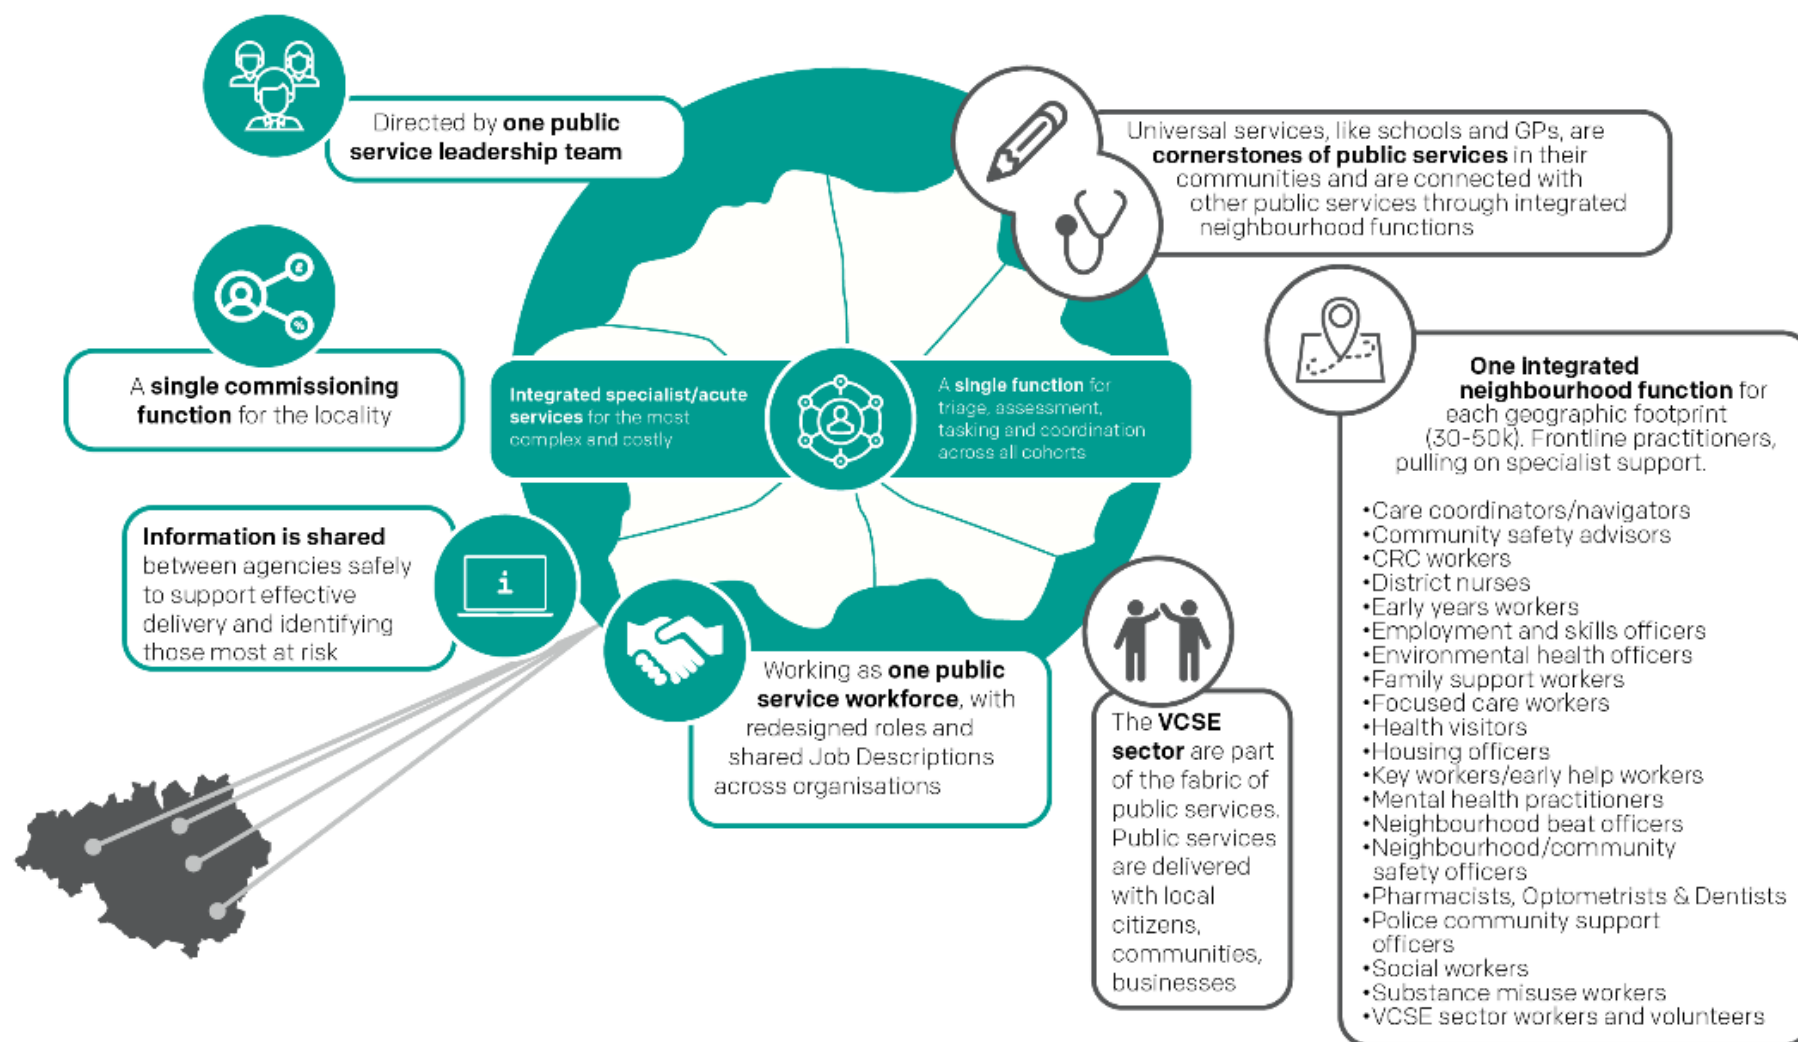 Directed by one public
service leadership team
Universal services, like schools and GPs, are
cornerstones of public services in their
communities and are connected with
other public services through integrated
neighbourhood functions
£
%
A single commissioning
function for the locality
Integrated specialist/acute
services for the most
complex and costly
A single function for
triage, assessment,
tasking and coordination
across all cohorts
One integrated
neighbourhood function for
each geographic footprint
(30-50k). Frontline practitioners,
pulling on specialist support.
•Care coordinators/navigators
•Community safety advisors
•CRC workers
•District nurses
•Early years workers
•Employment and skills officers
•Environmental health officers
•Family support workers
•Focused care workers
•Health visitors
•Housing officers
•Key workers/early help workers
•Mental health practitioners
•Neighbourhood beat officers
•Neighbourhood/community
safety officers
•Pharmacists, Optometrists & Dentists
•Police community support
officers
•Social workers
•Substance misuse workers
•VCSE sector workers and volunteers
Information is shared
between agencies safely
to support effective
delivery and identifying
those most at risk
i
Working as one public
service workforce, with
redesigned roles and
shared Job Descriptions
across organisations
The VCSE
sector are part
of the fabric of
public services.
Public services
are delivered
with local
citizens,
communities,
businesses